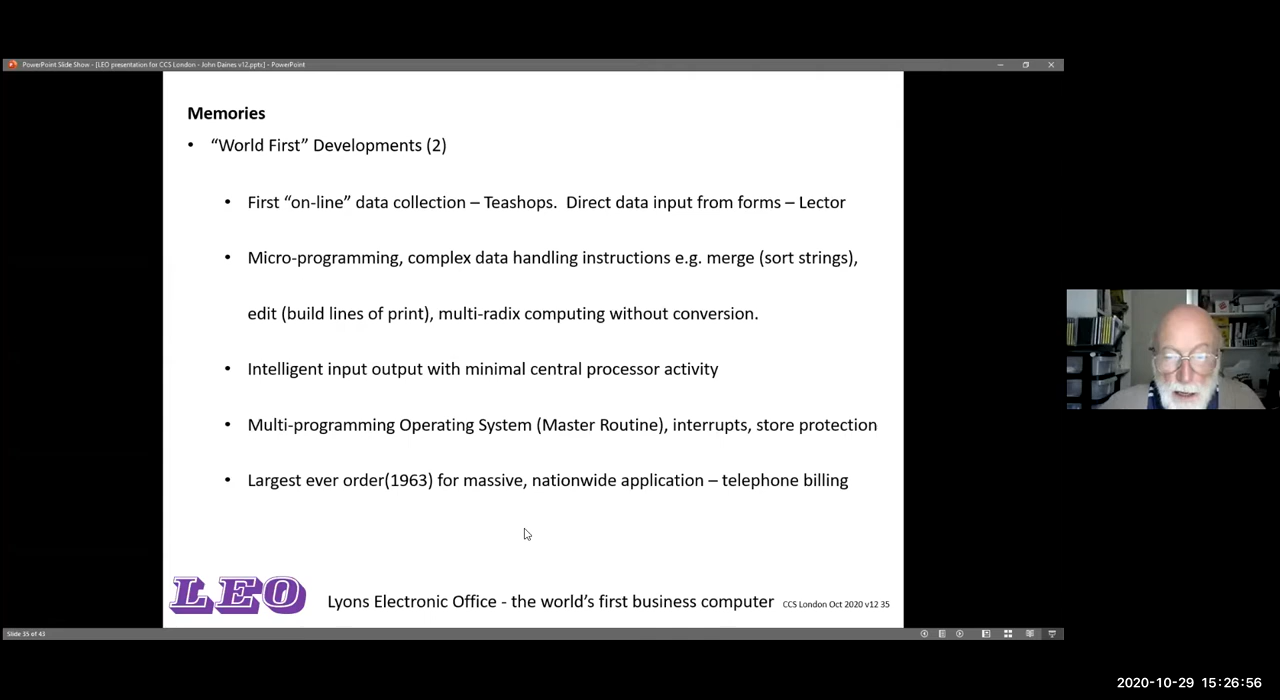 PowerPoint Slide Show - [LEO presentation for CCS London - John Daines v12.pptx] - PowerPoint
Memories
• “World First” Developments (2)
• First “on-line” data collection – Teashops.  Direct data input from forms – Lector
• Micro-programming, complex data handling instructions e.g. merge (sort strings),
edit (build lines of print), multi-radix computing without conversion.
• Intelligent input output with minimal central processor activity
• Multi-programming Operating System (Master Routine), interrupts, store protection
• Largest ever order(1963) for massive, nationwide application – telephone billing
LEO
Lyons Electronic Office - the world’s first business computer CCS London Oct 2020 v12 35
Slide 35 of 43
2020-10-29 15:26:56